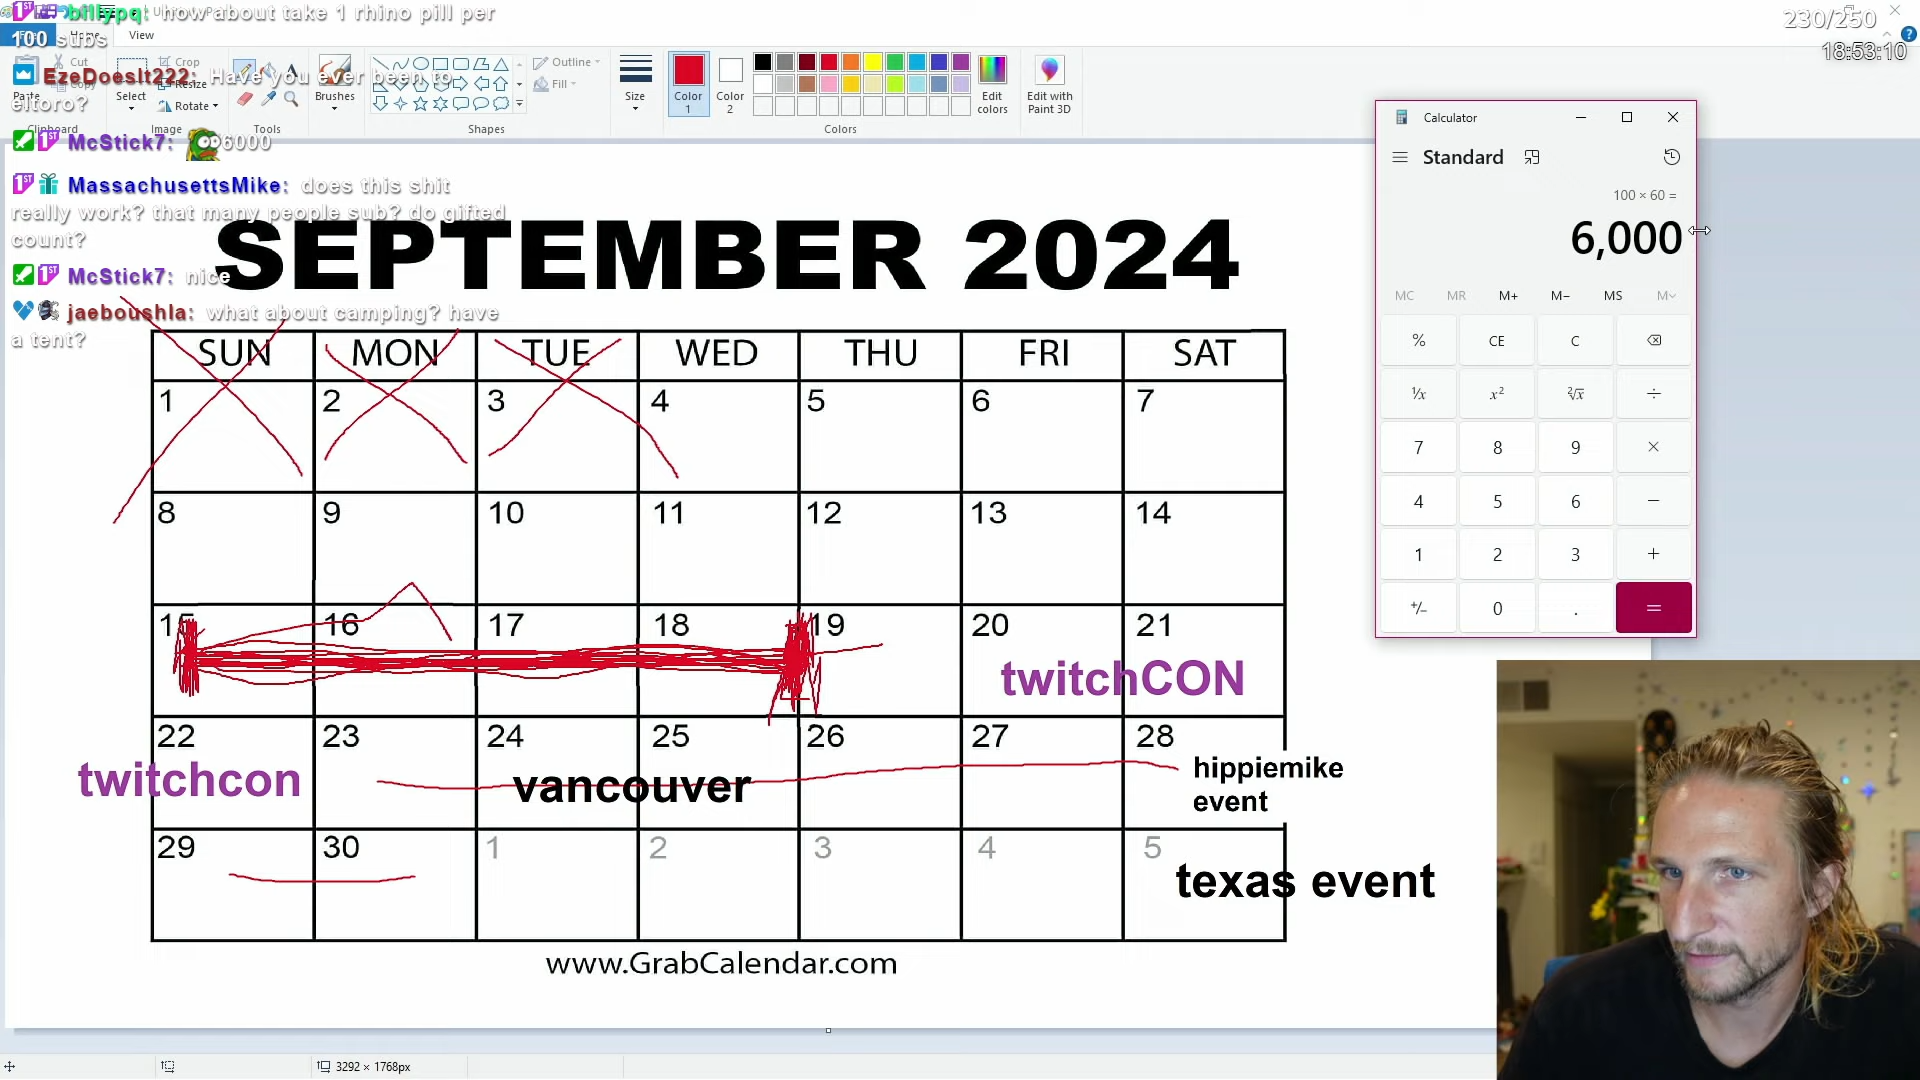 billypq: how about take 1 rhino pill per
100 subs
EzeDoesIt222: Have you ever been to
eltoro?
McStick7: 6000
MassachusettsMike: does this shit
really work? that many people sub? do gifted
count?
McStick7: nice
jaeboushla: what about camping? have
a tent?
View
Cut
Copy
Paste
Clipboard
Select
Crop
Resize
Rotate
Image
Tools
Brushes
Shapes
Outline
Fill
Size
Color
1
Color
2
Colors
Edit
colors
Edit with
Paint 3D
230/250
18:53:10
SEPTEMBER 2024
SUN MON TUE WED THU FRI SAT
1 2 3 4 5 6 7
8 9 10 11 12 13 14
15 16 17 18 19 20 21
twitchCON
22 23 24 25 26 27 28
twitchcon vancouver
hippiemike
event
29 30 1 2 3 4 5
texas event
www.GrabCalendar.com
Calculator
Standard
100 × 60 =
6,000
MC MR M+ M− MS M
% CE C
¹/x x² ²√x ÷
7 8 9 ×
4 5 6 −
1 2 3 +
+/− 0 . =
3292 × 1768px